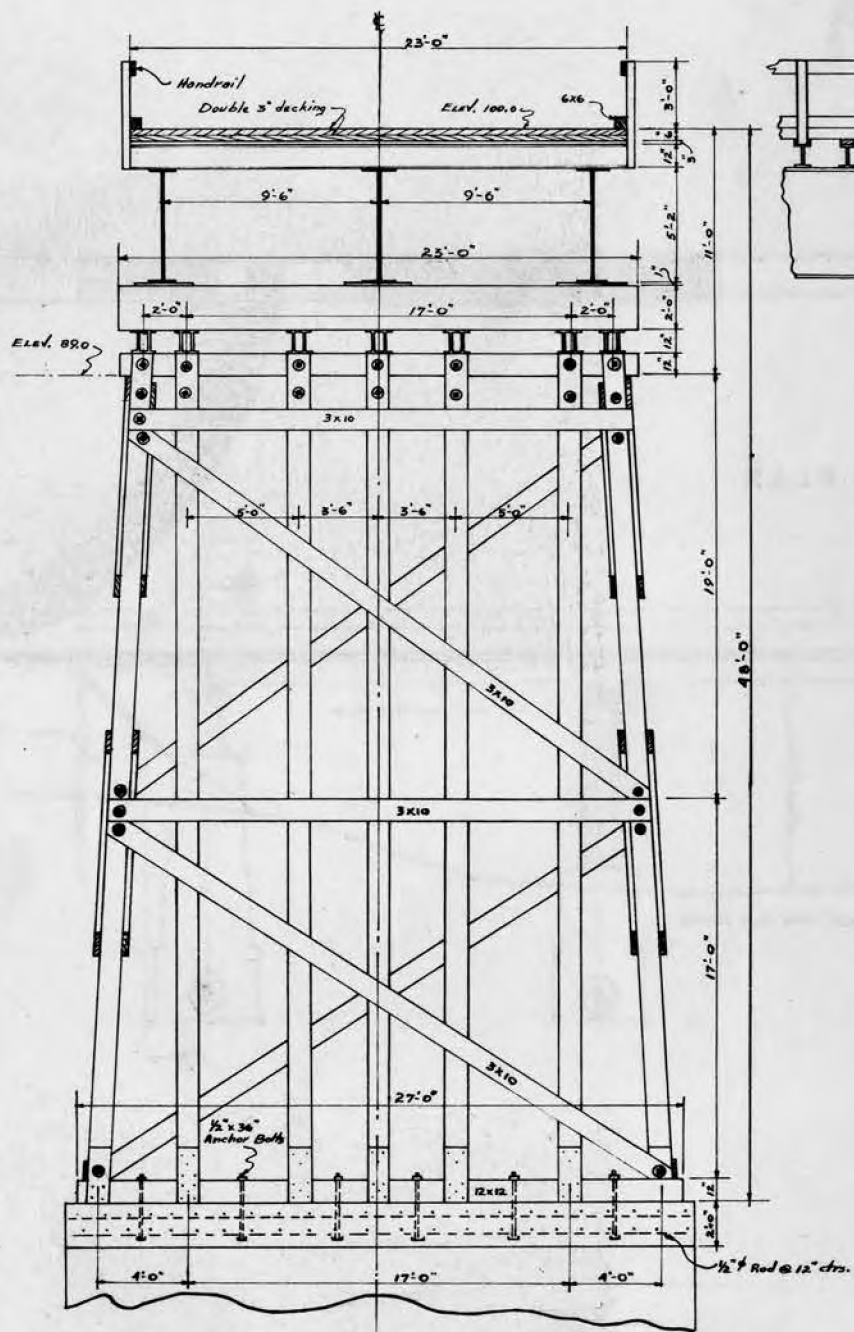 ℄
23'-0"
Handrail
Double 3" decking
ELEV. 100.0
6x6
3'-0"
6"
3"
12"
9'-6"
9'-6"
5'-2"
11'-0"
23'-0"
1"
2'-0"
17'-0"
2'-0"
2'-0"
ELEV. 89.0
12"
12"
3x10
5'-0"
3'-6"
3'-6"
5'-0"
19'-0"
48'-0"
3x10
3x10
17'-0"
3x10
27'-0"
1/2" x 36"
Anchor Bolts
12x12
12"
2'-0"
1/2" ϕ Rod @ 12" ctrs.
4'-0"
17'-0"
4'-0"